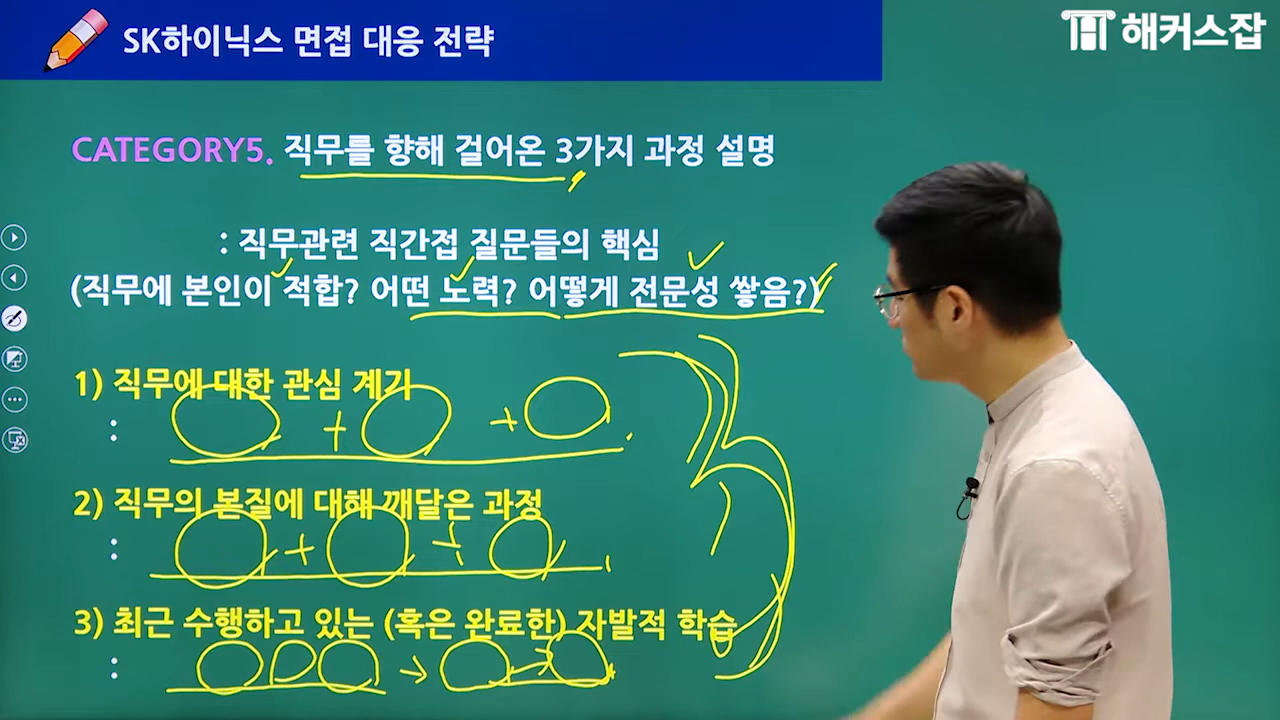 SK하이닉스 면접 대응 전략
해커스잡
CATEGORY5. 직무를 향해 걸어온 3가지 과정 설명
: 직무관련 직간접 질문들의 핵심
(직무에 본인이 적합? 어떤 노력? 어떻게 전문성 쌓음?)
1) 직무에 대한 관심 계기
:
2) 직무의 본질에 대해 깨달은 과정
:
3) 최근 수행하고 있는 (혹은 완료한) 자발적 학습
: